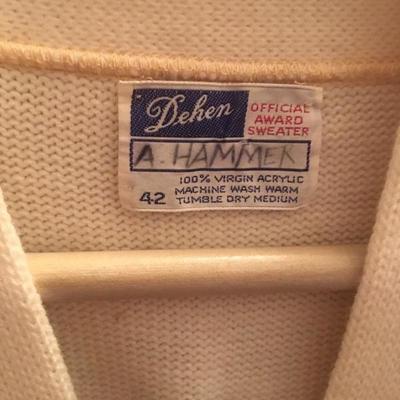 Dehen
OFFICIAL
AWARD
SWEATER
A. HAMMER
100% VIRGIN ACRYLIC
MACHINE WASH WARM
42 TUMBLE DRY MEDIUM